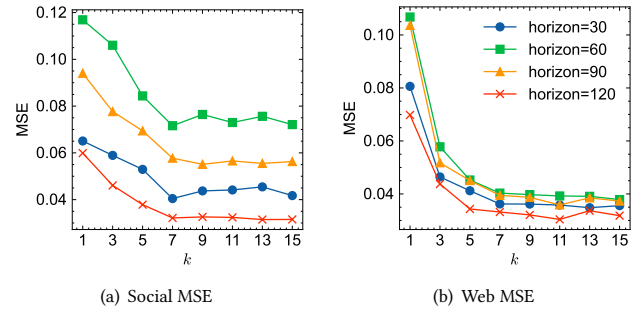 0.12
0.10
0.08
0.06
0.04
MSE
1 3 5 7 9 11 13 15
k
(a) Social MSE
0.10
0.08
0.06
0.04
MSE
horizon=30
horizon=60
horizon=90
horizon=120
1 3 5 7 9 11 13 15
k
(b) Web MSE